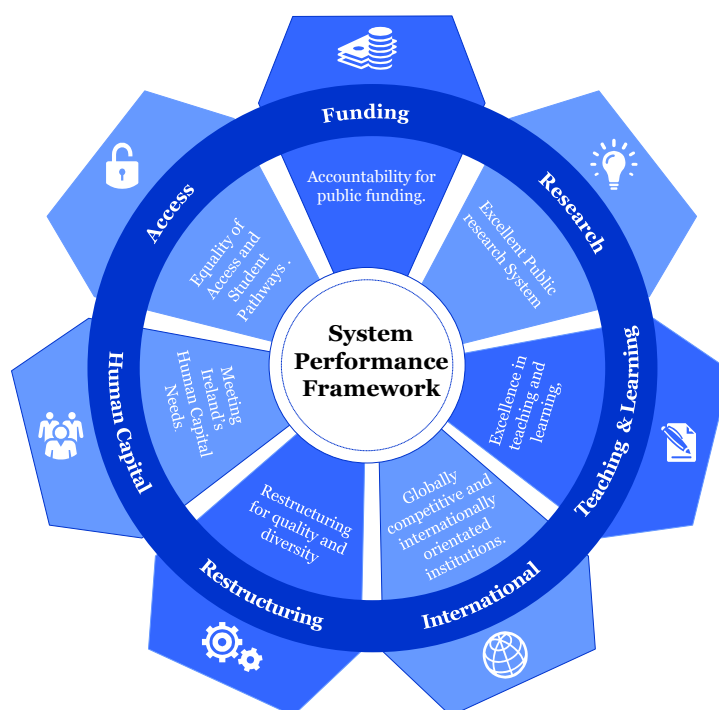 Funding
Accountability for
public funding.
Research
Excellent Public
research System
Teaching & Learning
Excellence in
teaching and
learning,
International
Globally
competitive and
internationally
orientated
institutions.
Restructuring
Restructuring
for quality and
diversity
Human Capital
Meeting
Ireland's
Human Capital
Needs.
Access
Equality of
Access and
Student
Pathways .
System
Performance
Framework